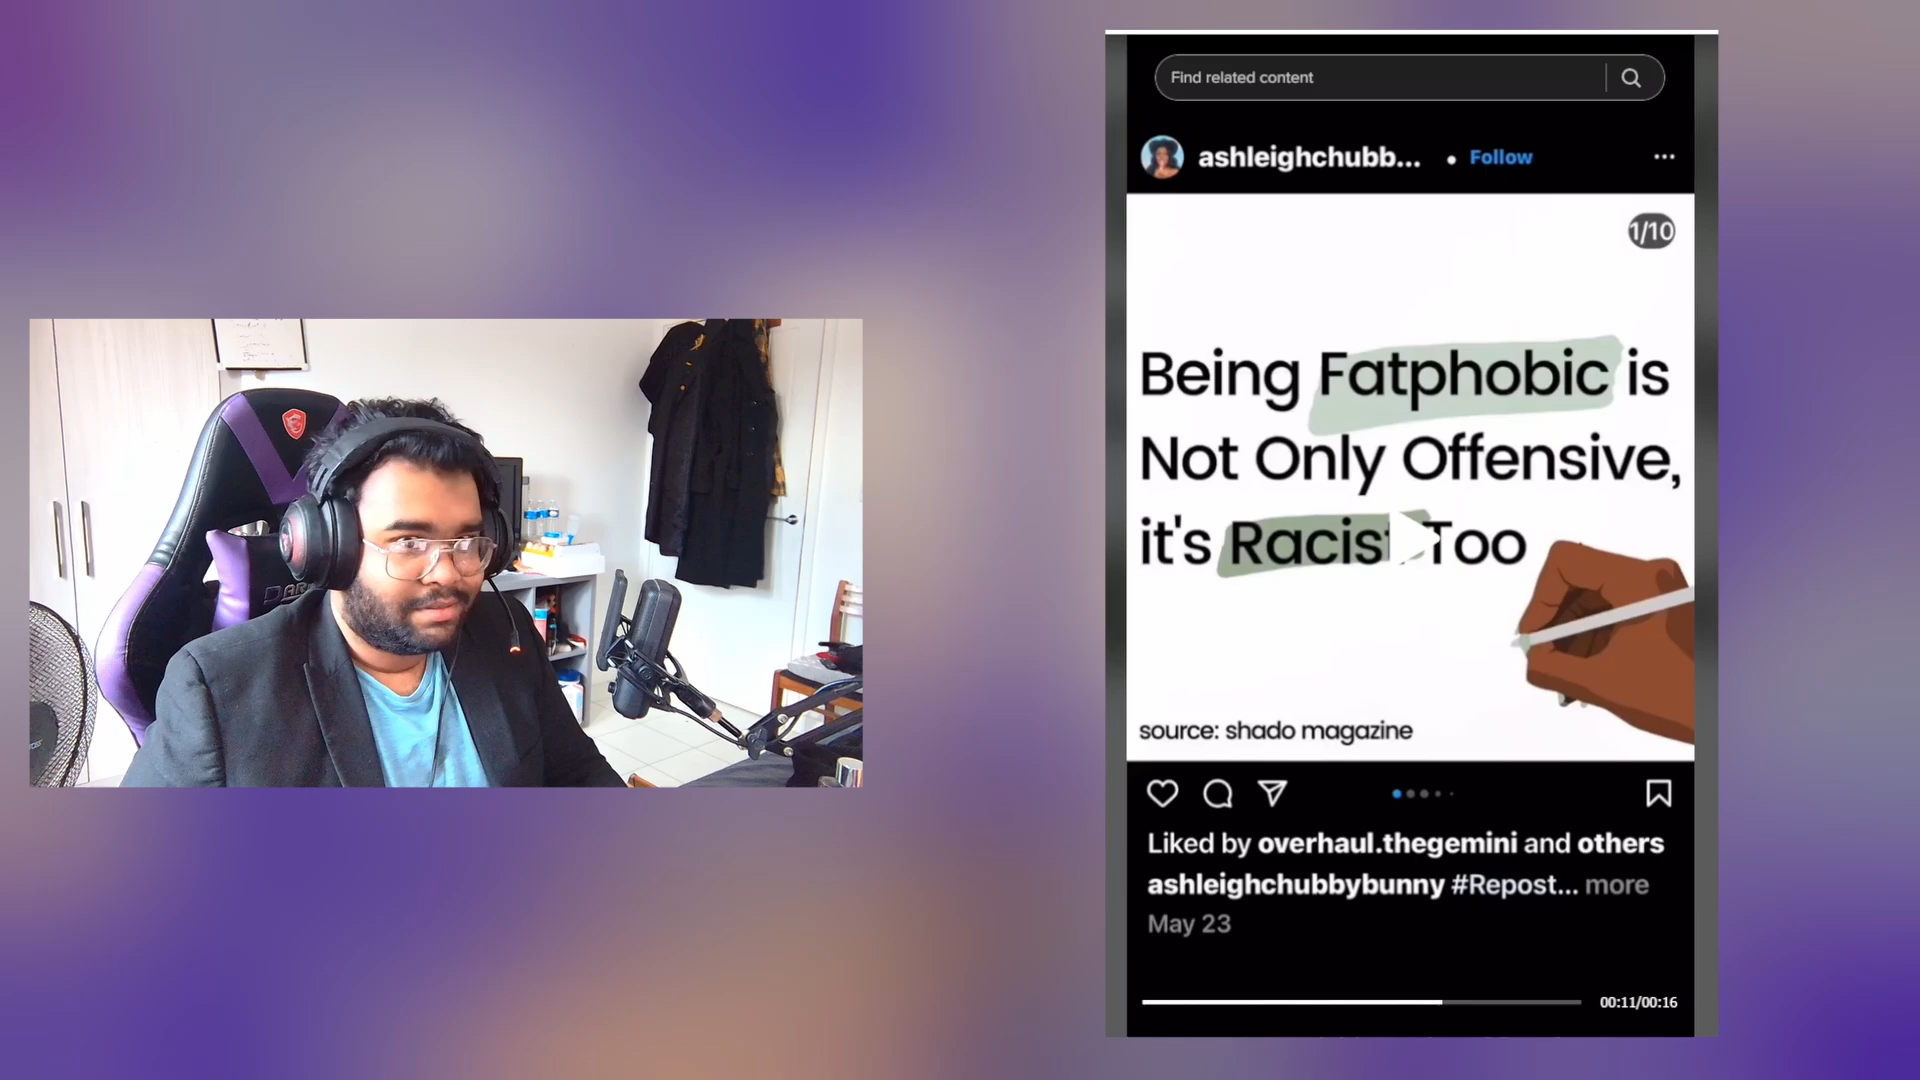 Find related content
ashleighchubb... • Follow
1/10
Being Fatphobic is
Not Only Offensive,
it's Racist Too
source: shado magazine
Liked by overhaul.thegemini and others
ashleighchubbybunny #Repost... more
May 23
00:11/00:16